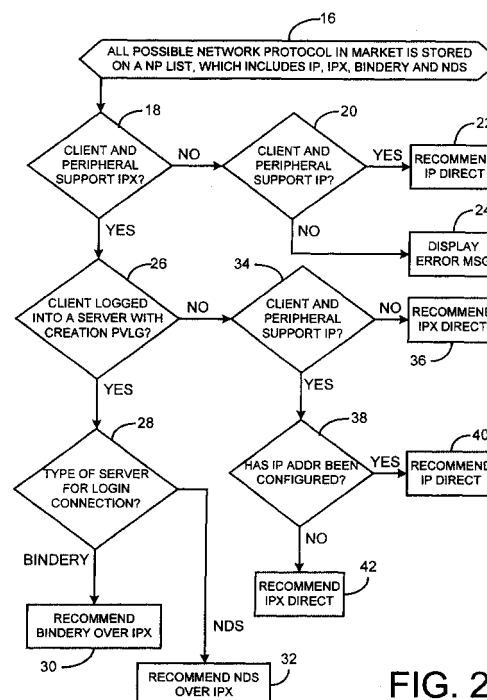 16
ALL POSSIBLE NETWORK PROTOCOL IN MARKET IS STORED
ON A NP LIST, WHICH INCLUDES IP, IPX, BINDERY AND NDS
18
CLIENT AND
PERIPHERAL
SUPPORT IPX?
NO
20
CLIENT AND
PERIPHERAL
SUPPORT IP?
YES
22
RECOMMEND
IP DIRECT
NO
24
DISPLAY
ERROR MSG
YES
26
CLIENT LOGGED
INTO A SERVER WITH
CREATION PVLG?
NO
34
CLIENT AND
PERIPHERAL
SUPPORT IP?
NO
RECOMMEND
IPX DIRECT
36
YES
YES
28
TYPE OF SERVER
FOR LOGIN
CONNECTION?
38
HAS IP ADDR BEEN
CONFIGURED?
YES
40
RECOMMEND
IP DIRECT
NO
42
RECOMMEND
IPX DIRECT
BINDERY
RECOMMEND
BINDERY OVER IPX
30
NDS
32
RECOMMEND NDS
OVER IPX
FIG. 2